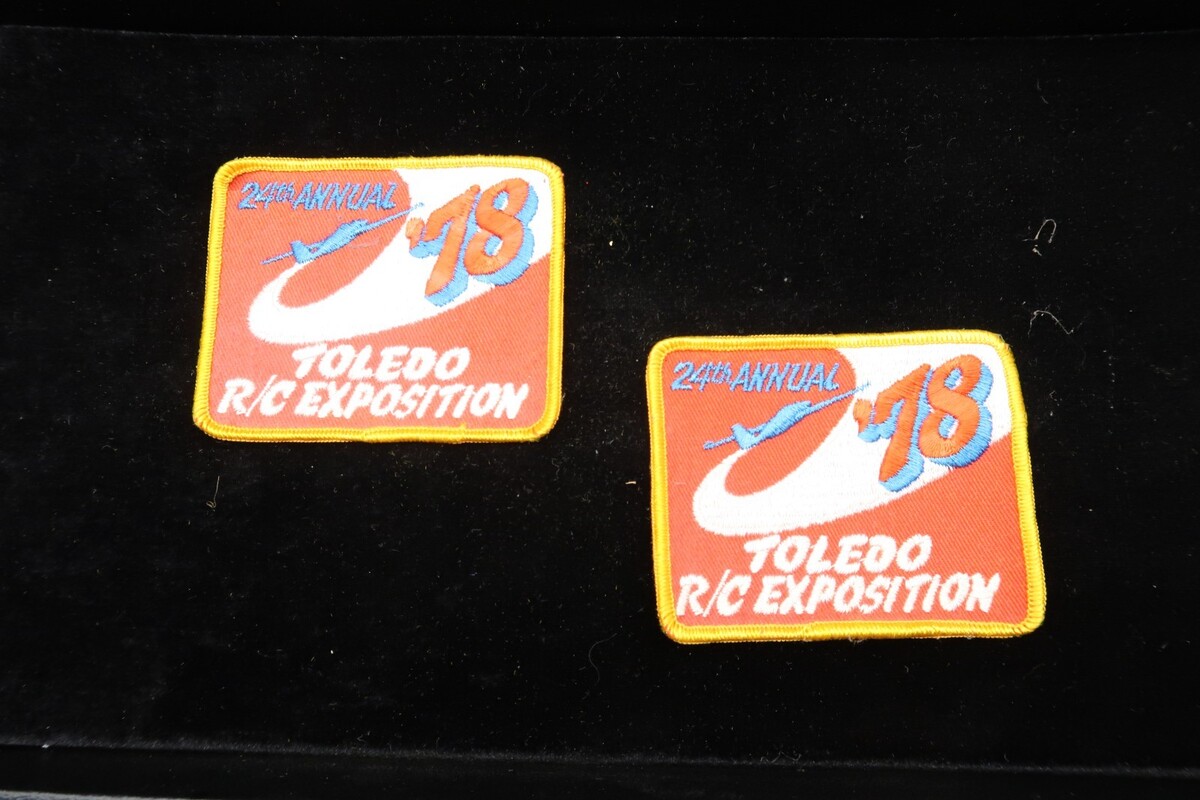 24th ANNUAL
'78
TOLEDO
R/C EXPOSITION
24th ANNUAL
'78
TOLEDO
R/C EXPOSITION